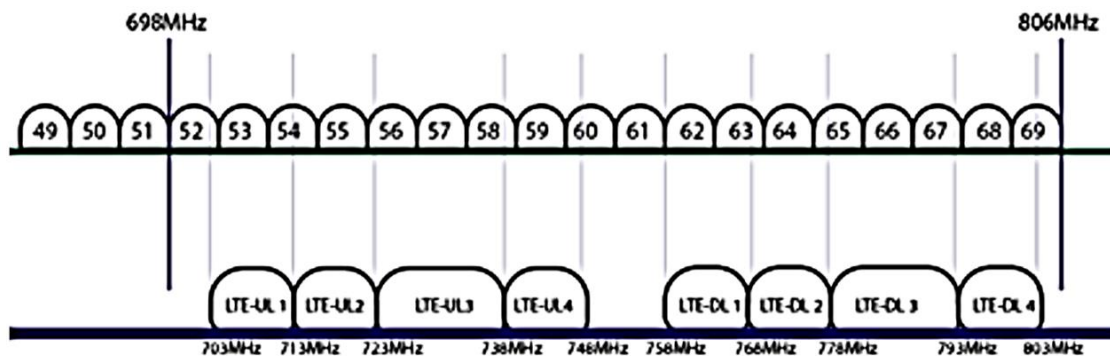 698MHz 806MHz
49 50 51 52 53 54 55 56 57 58 59 60 61 62 63 64 65 66 67 68 69
LTE-UL 1 LTE-UL2 LTE-UL3 LTE-UL4 LTE-DL 1 LTE-DL 2 LTE-DL 3 LTE-DL 4
703MHz 713MHz 723MHz 738MHz 748MHz 758MHz 768MHz 778MHz 793MHz 803MHz